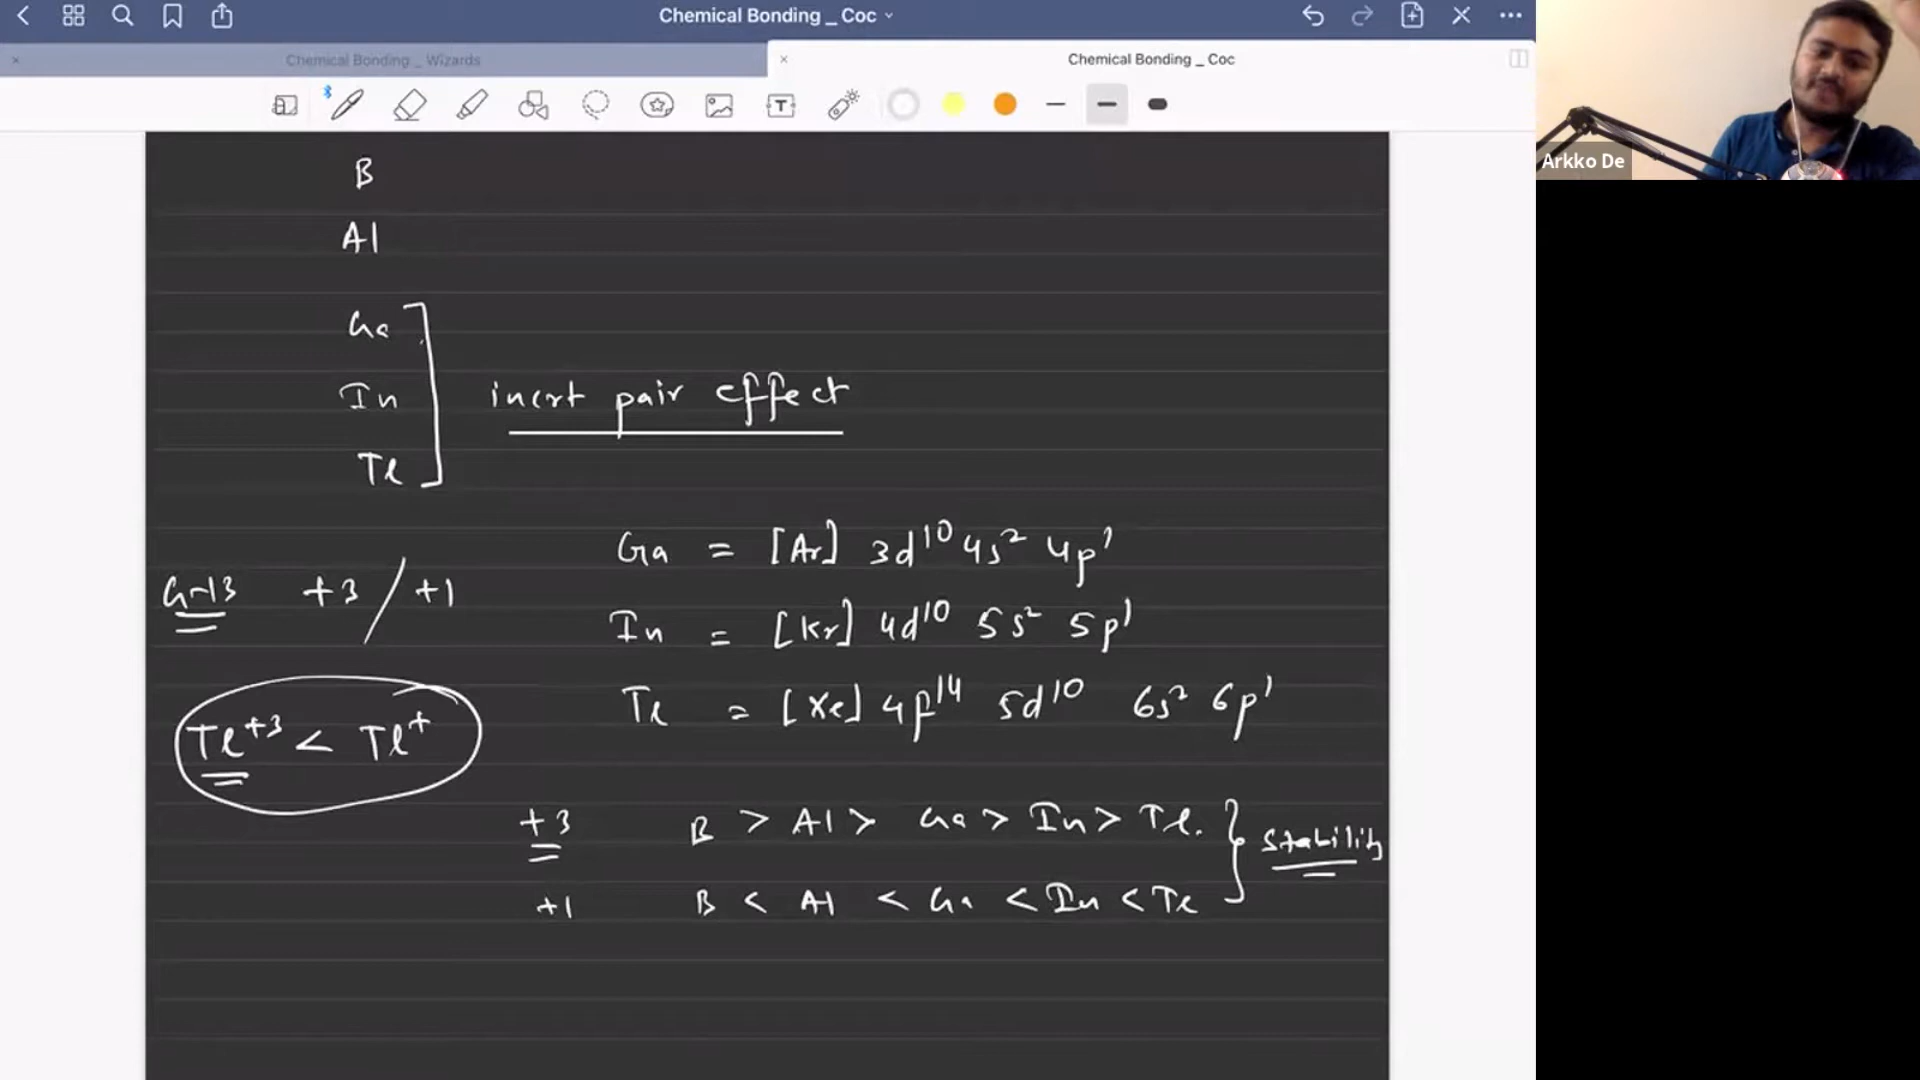 Chemical Bonding _ Coc
Chemical Bonding _ Wizards
Chemical Bonding _ Coc
Arkko De
B
Al
Ga
In
Tl
inert pair effect
Ga = [Ar] 3d¹⁰ 4s² 4p¹
G-13 +3 / +1
In = [Kr] 4d¹⁰ 5s² 5p¹
Tl = [Xe] 4f¹⁴ 5d¹⁰ 6s² 6p¹
Tl⁺³ < Tl⁺
+3 B > Al > Ga > In > Tl.
stability
+1 B < Al < Ga < In < Tl